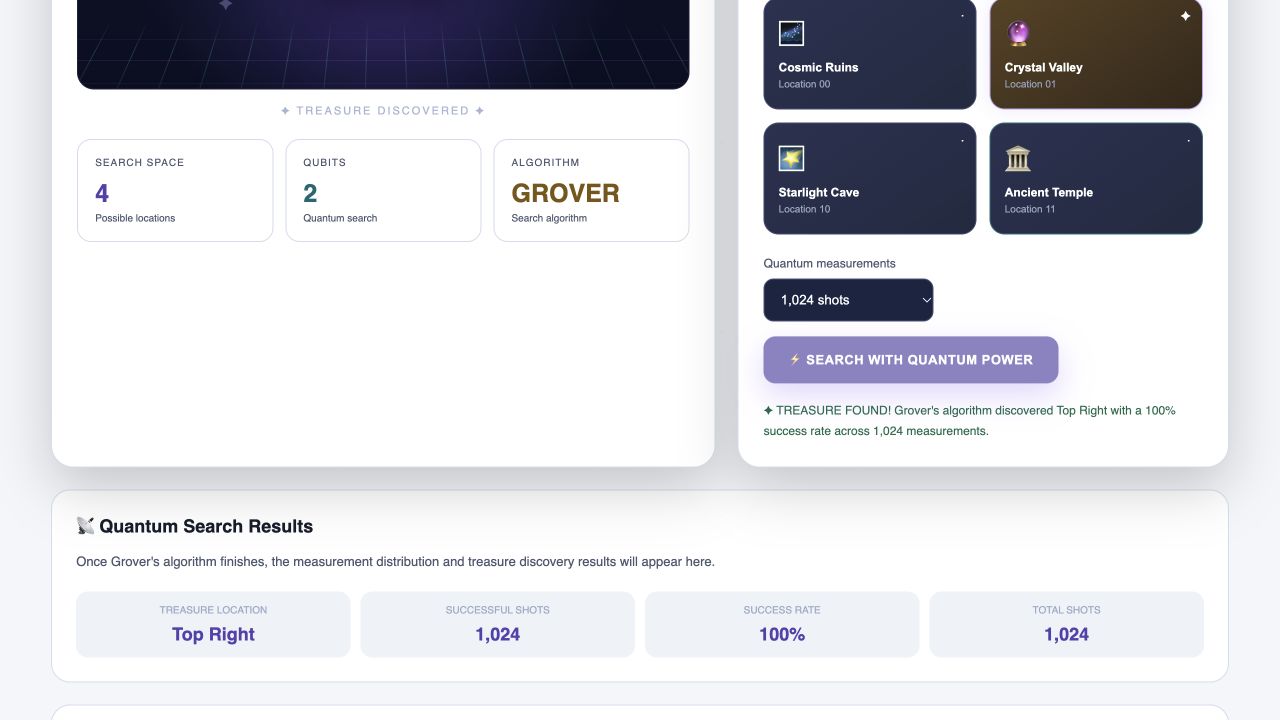 ✦ TREASURE DISCOVERED ✦
SEARCH SPACE
4
Possible locations
QUBITS
2
Quantum search
ALGORITHM
GROVER
Search algorithm
Cosmic Ruins
Location 00
Crystal Valley
Location 01
Starlight Cave
Location 10
Ancient Temple
Location 11
Quantum measurements
1,024 shots
⚡ SEARCH WITH QUANTUM POWER
✦ TREASURE FOUND! Grover's algorithm discovered Top Right with a 100%
success rate across 1,024 measurements.
📡 Quantum Search Results
Once Grover's algorithm finishes, the measurement distribution and treasure discovery results will appear here.
TREASURE LOCATION
Top Right
SUCCESSFUL SHOTS
1,024
SUCCESS RATE
100%
TOTAL SHOTS
1,024